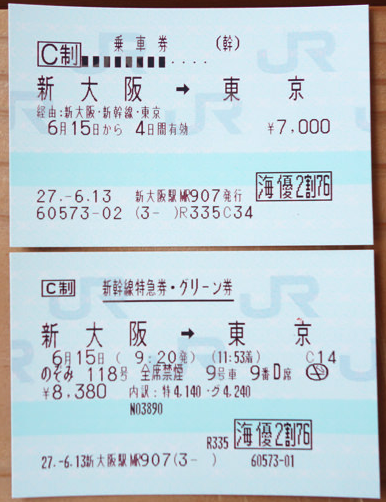 C制 乗車券 (幹)
新大阪 → 東京
経由:新大阪・新幹線・東京
6月15日から 4日間有効 ¥7,000
海優2割76
27.-6.13 新大阪駅MR907発行
60573-02 (3- )R335C34
C制 新幹線特急券・グリーン券
新大阪 → 東京
6月15日( 9:20発)(11:53着) C14
のぞみ 118号 全席禁煙 9号車 9番D席
¥8,380 内訳:特4,140・グ4,240
N03890
R335 海優2割76
27.-6.13新大阪駅MR907(3- ) 60573-01
JR
JR
JR